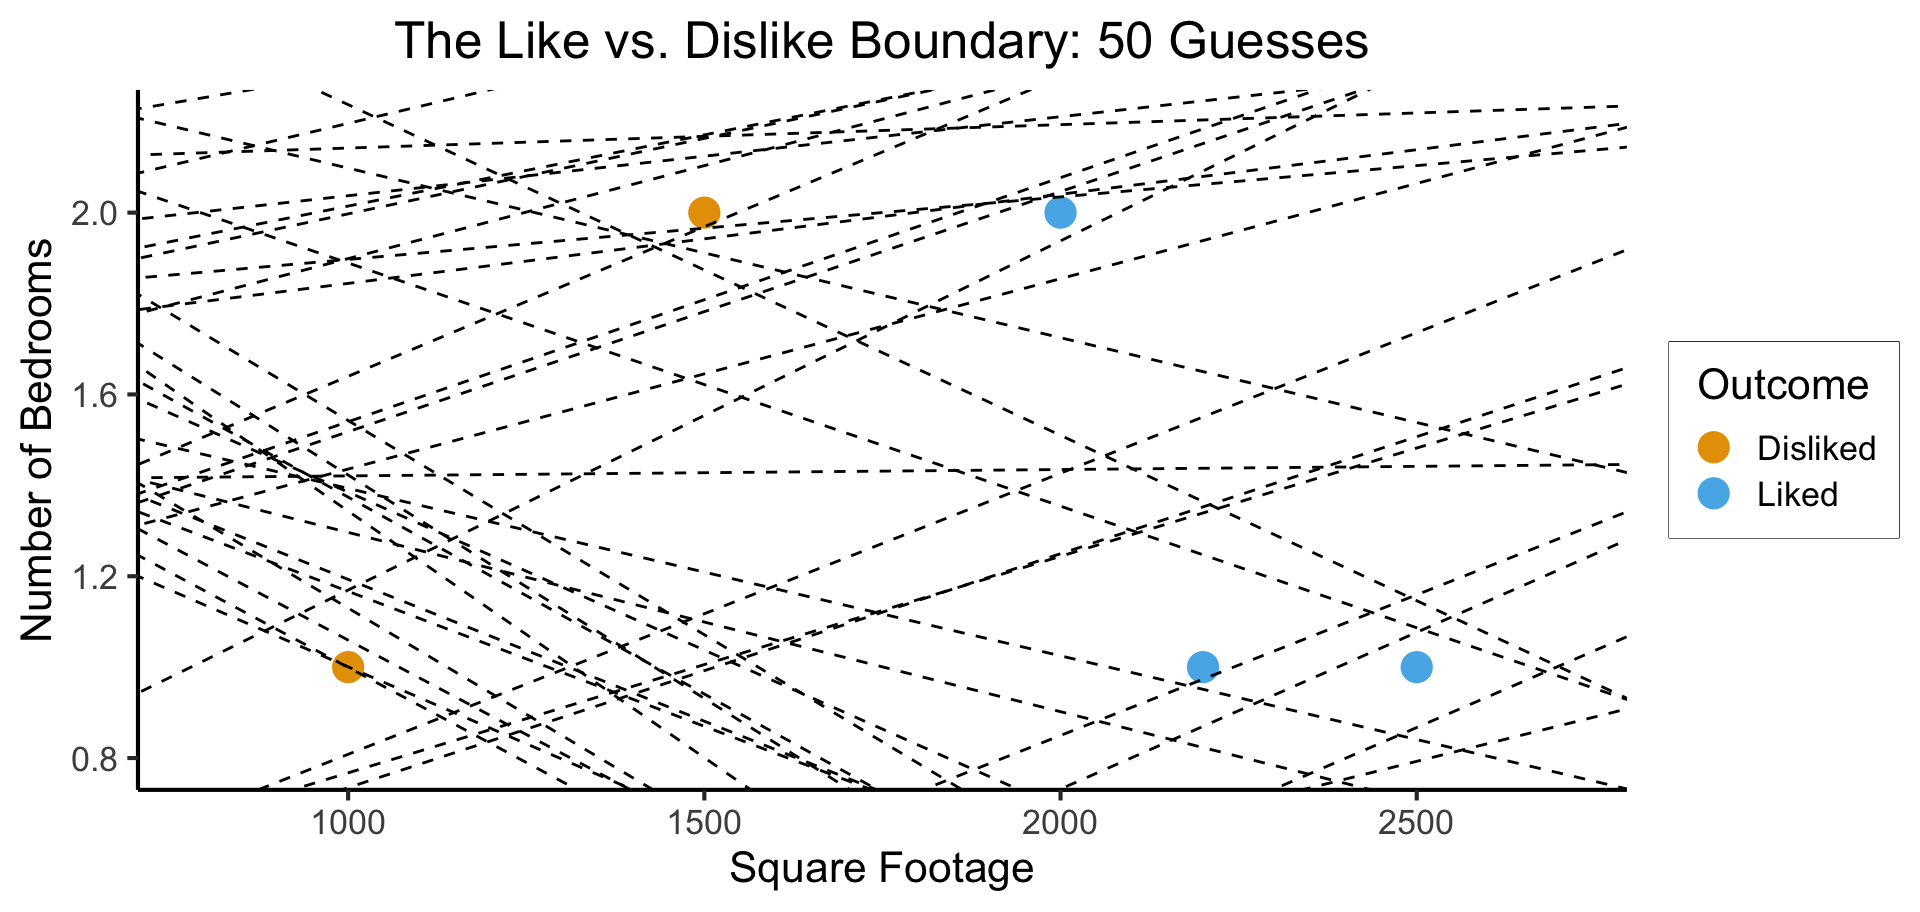 The Like vs. Dislike Boundary: 50 Guesses
Number of Bedrooms
2.0
1.6
1.2
0.8
1000 1500 2000 2500
Square Footage
Outcome
Disliked
Liked